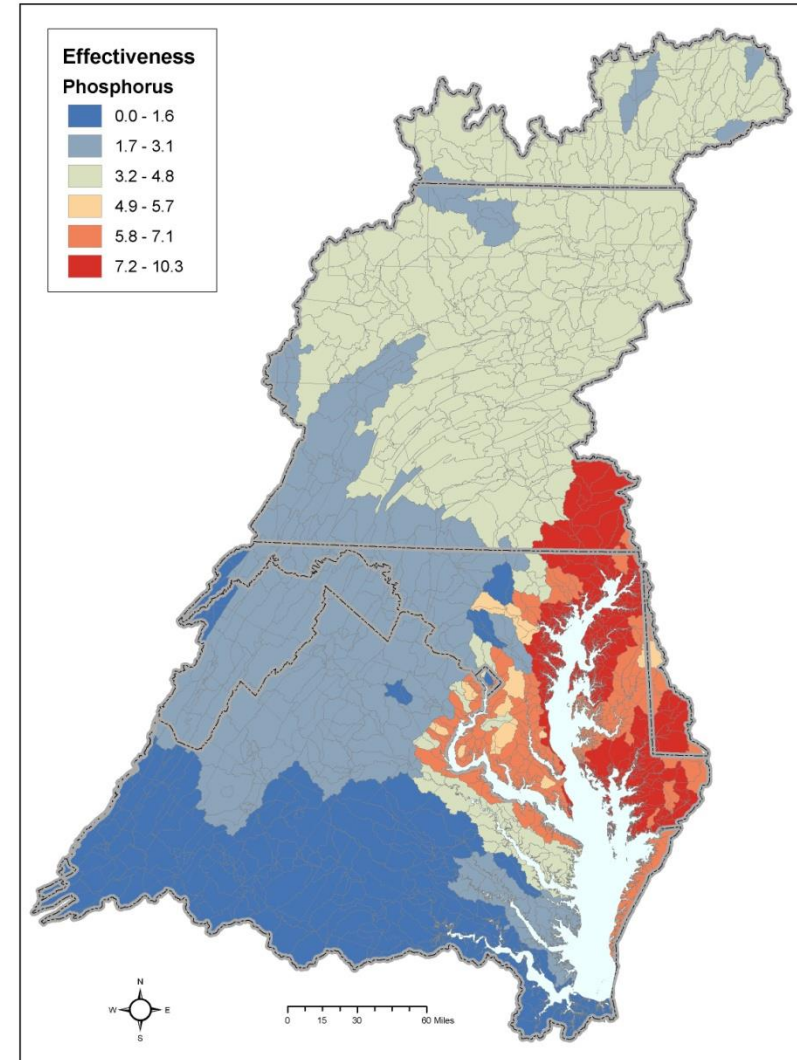 Effectiveness
Phosphorus
0.0 - 1.6
1.7 - 3.1
3.2 - 4.8
4.9 - 5.7
5.8 - 7.1
7.2 - 10.3
N
W E
S
0 15 30 60 Miles